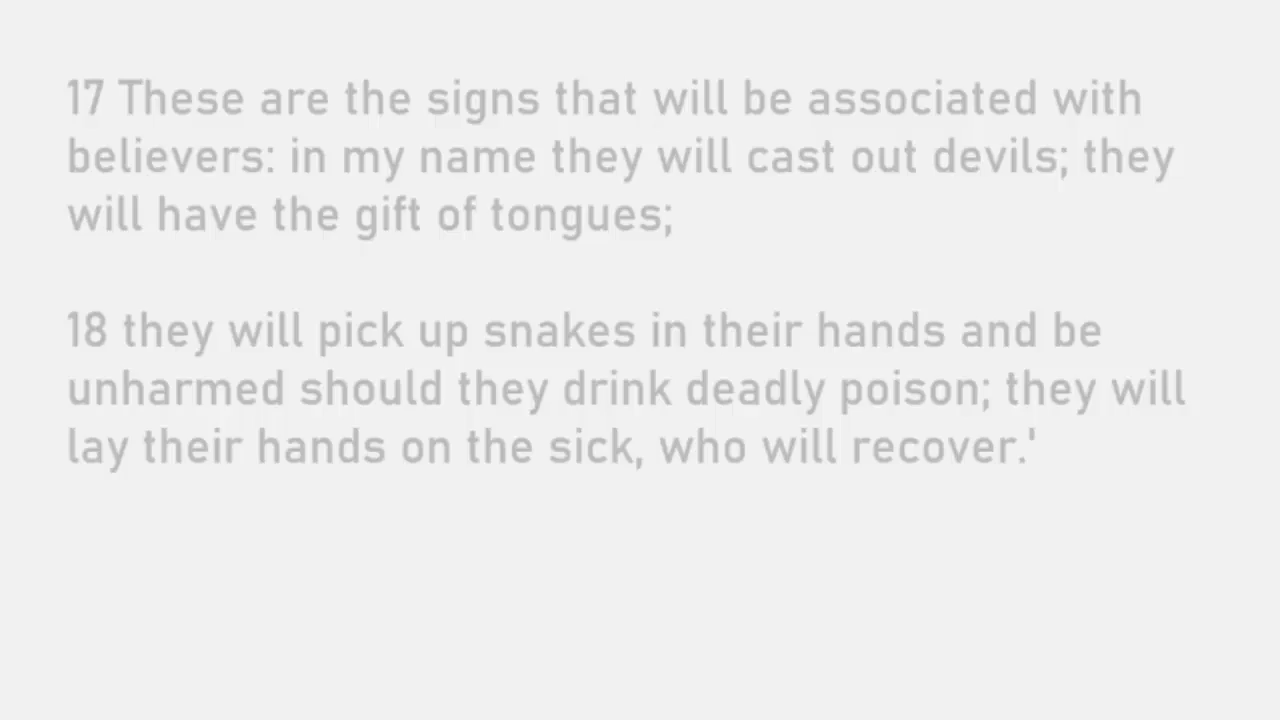 17 These are the signs that will be associated with
believers: in my name they will cast out devils; they
will have the gift of tongues;
18 they will pick up snakes in their hands and be
unharmed should they drink deadly poison; they will
lay their hands on the sick, who will recover.'